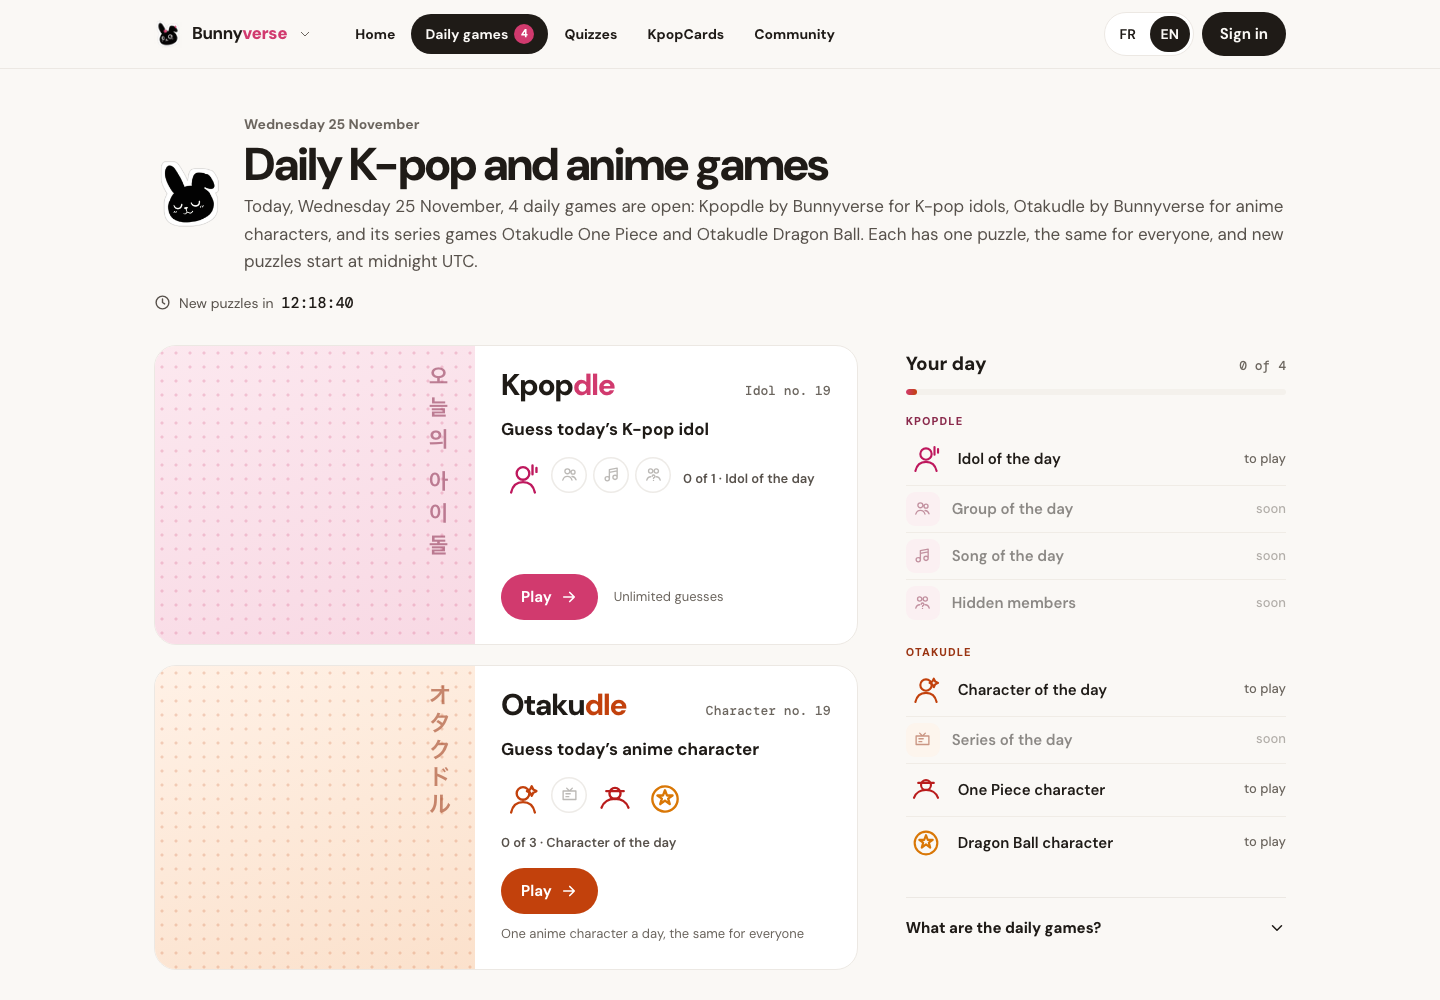 Bunnyverse
Home
Daily games 4
Quizzes
KpopCards
Community
FR
EN
Sign in
Wednesday 25 November
Daily K-pop and anime games
Today, Wednesday 25 November, 4 daily games are open: Kpopdle by Bunnyverse for K-pop idols, Otakudle by Bunnyverse for anime
characters, and its series games Otakudle One Piece and Otakudle Dragon Ball. Each has one puzzle, the same for everyone, and new
puzzles start at midnight UTC.
New puzzles in 12:18:40
오늘의 아이돌
Kpopdle
Idol no. 19
Guess today’s K-pop idol
0 of 1 · Idol of the day
Play
Unlimited guesses
オタクドル
Otakudle
Character no. 19
Guess today’s anime character
0 of 3 · Character of the day
Play
One anime character a day, the same for everyone
Your day
0 of 4
KPOPDLE
Idol of the day
to play
Group of the day
soon
Song of the day
soon
Hidden members
soon
OTAKUDLE
Character of the day
to play
Series of the day
soon
One Piece character
to play
Dragon Ball character
to play
What are the daily games?